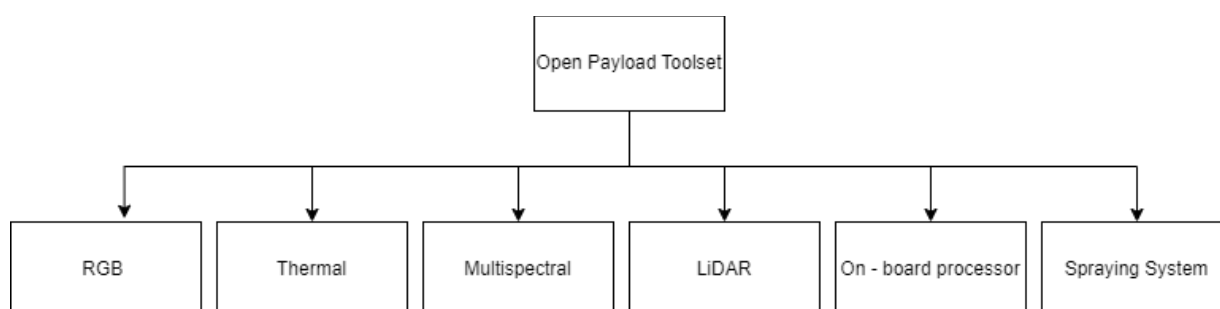 Open Payload Toolset
RGB
Thermal
Multispectral
LiDAR
On - board processor
Spraying System